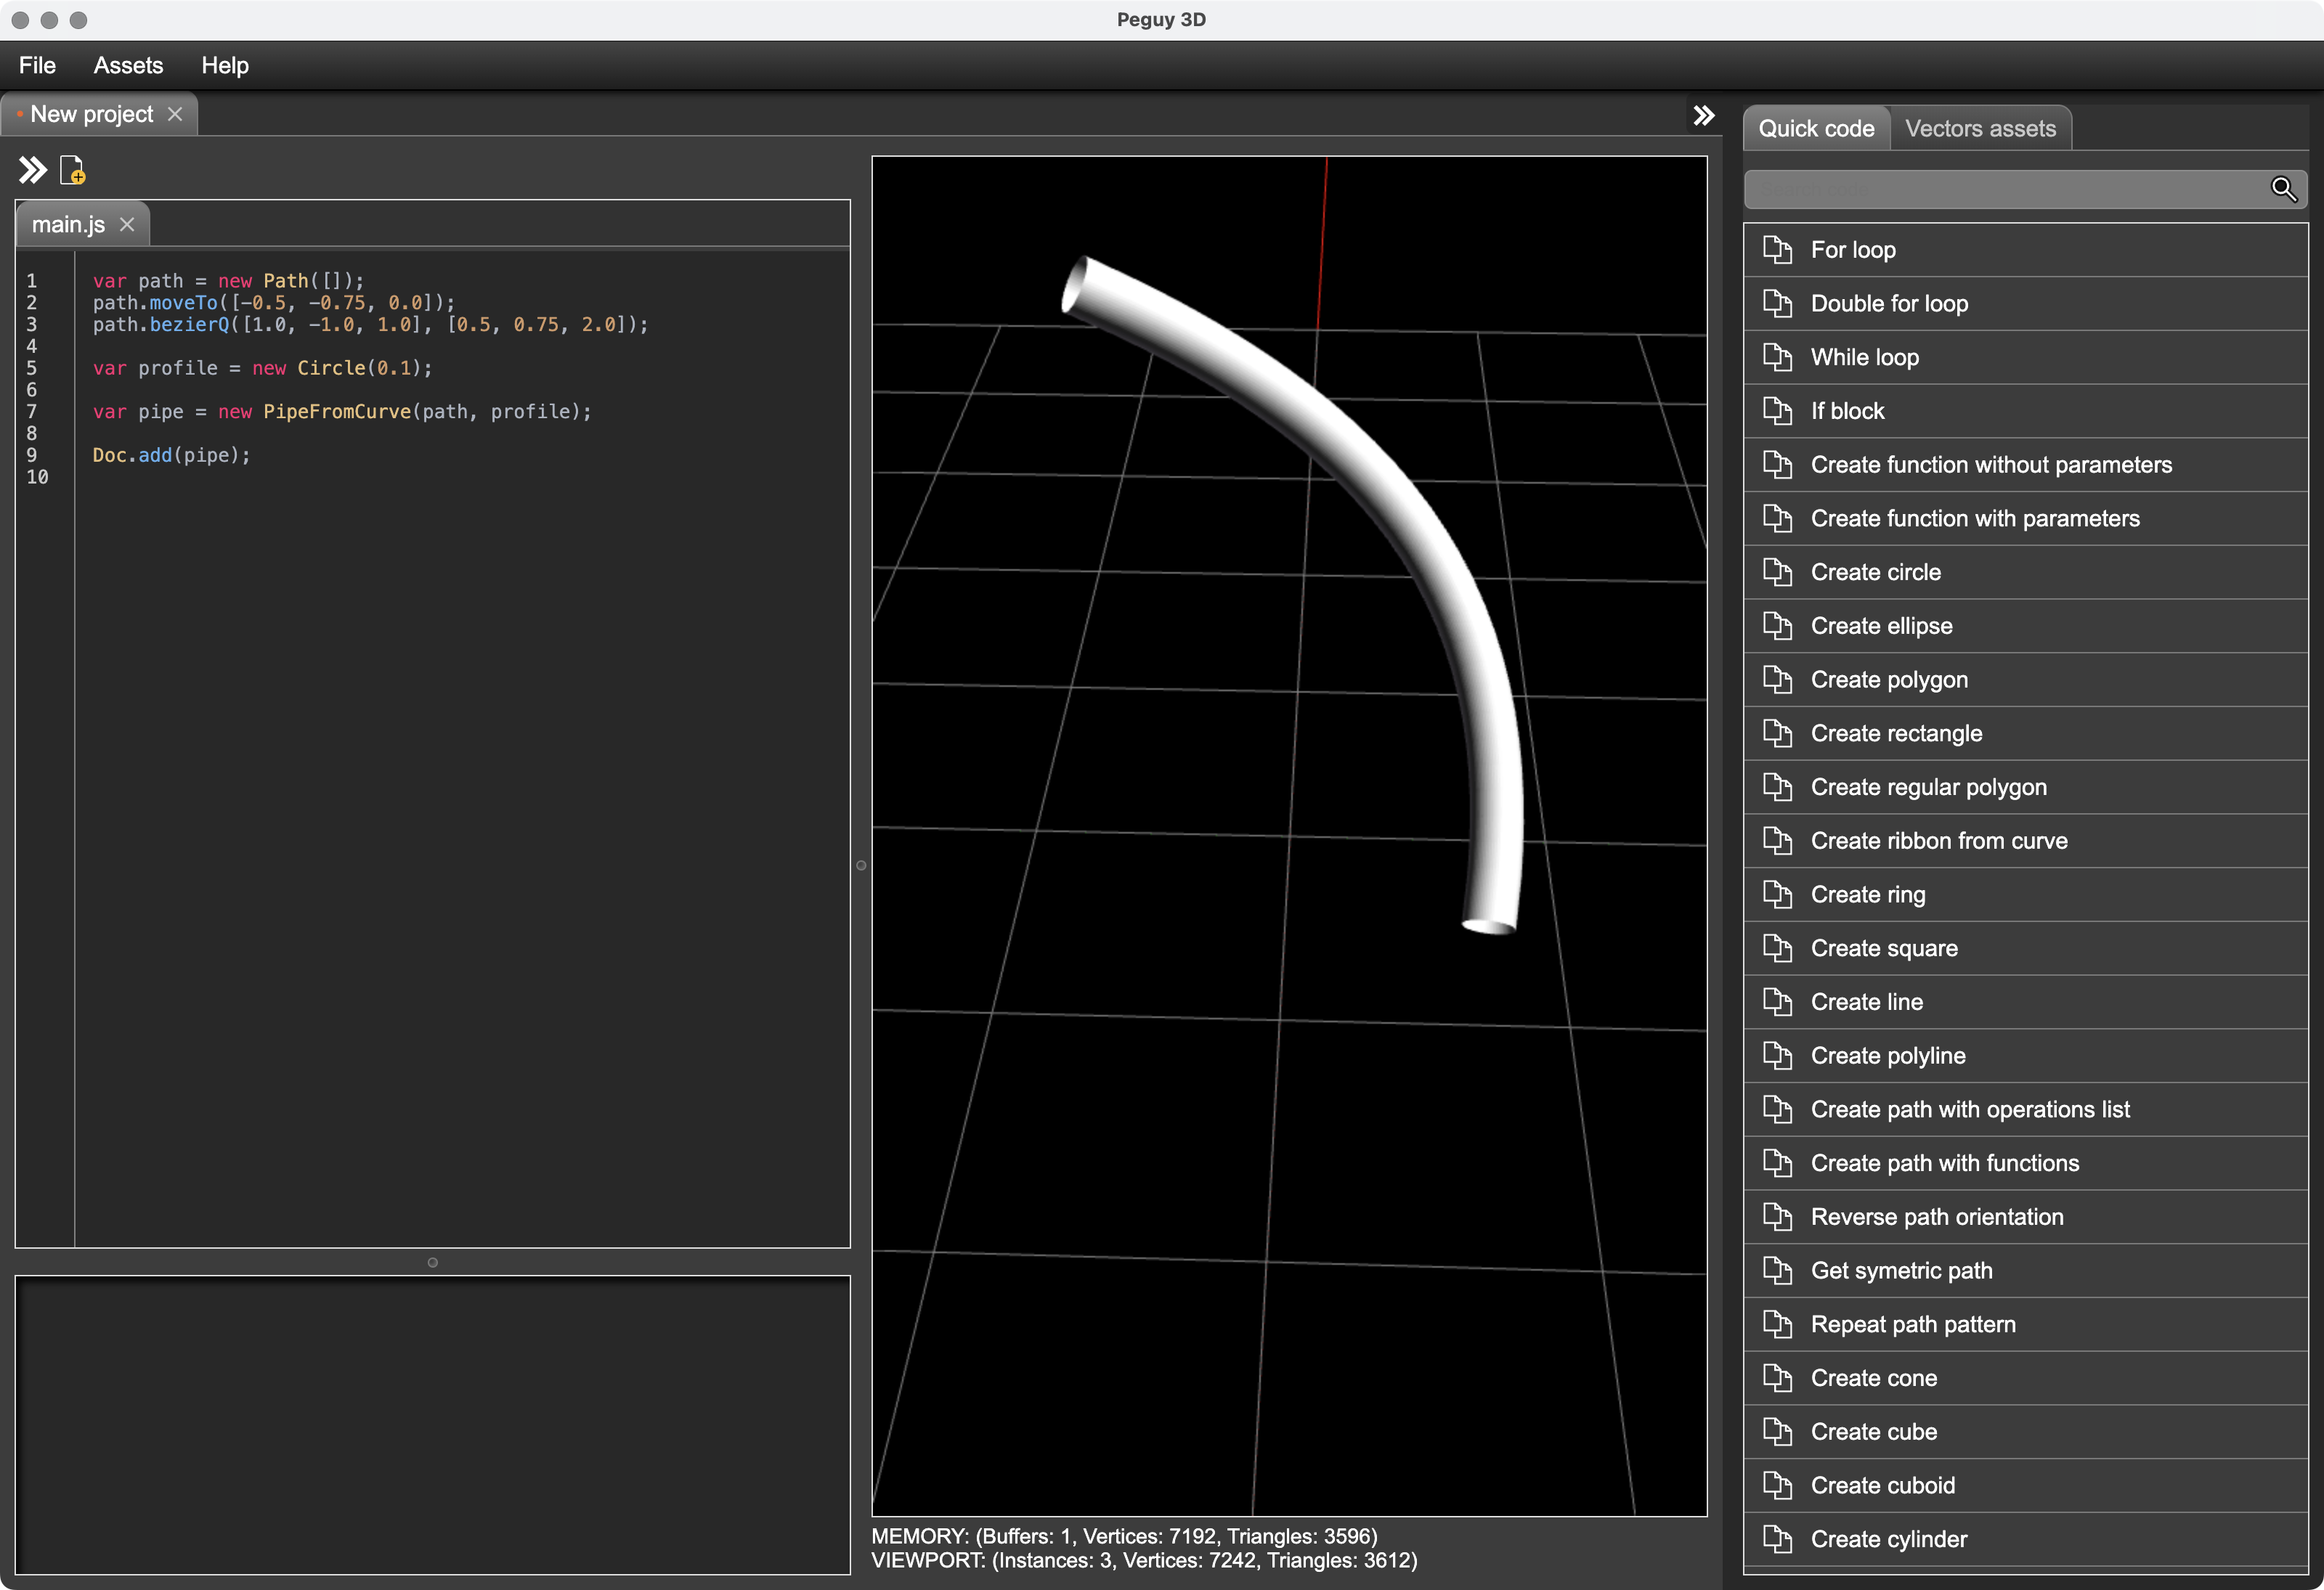 Peguy 3D
File Assets Help
New project
main.js
1 var path = new Path([]);
2 path.moveTo([-0.5, -0.75, 0.0]);
3 path.bezierQ([1.0, -1.0, 1.0], [0.5, 0.75, 2.0]);
4
5 var profile = new Circle(0.1);
6
7 var pipe = new PipeFromCurve(path, profile);
8
9 Doc.add(pipe);
10
MEMORY: (Buffers: 1, Vertices: 7192, Triangles: 3596)
VIEWPORT: (Instances: 3, Vertices: 7242, Triangles: 3612)
Quick code Vectors assets
For loop
Double for loop
While loop
If block
Create function without parameters
Create function with parameters
Create circle
Create ellipse
Create polygon
Create rectangle
Create regular polygon
Create ribbon from curve
Create ring
Create square
Create line
Create polyline
Create path with operations list
Create path with functions
Reverse path orientation
Get symetric path
Repeat path pattern
Create cone
Create cube
Create cuboid
Create cylinder